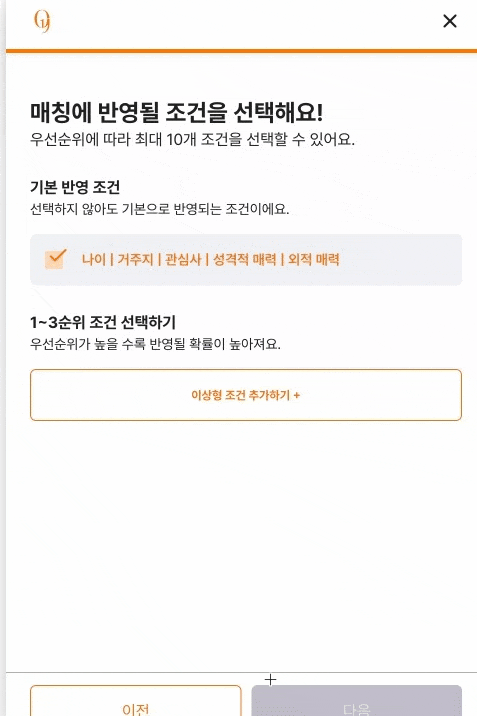 매칭에 반영될 조건을 선택해요!
우선순위에 따라 최대 10개 조건을 선택할 수 있어요.
기본 반영 조건
선택하지 않아도 기본으로 반영되는 조건이에요.
나이 | 거주지 | 관심사 | 성격적 매력 | 외적 매력
1~3순위 조건 선택하기
우선순위가 높을 수록 반영될 확률이 높아져요.
이상형 조건 추가하기 +
이전
다음